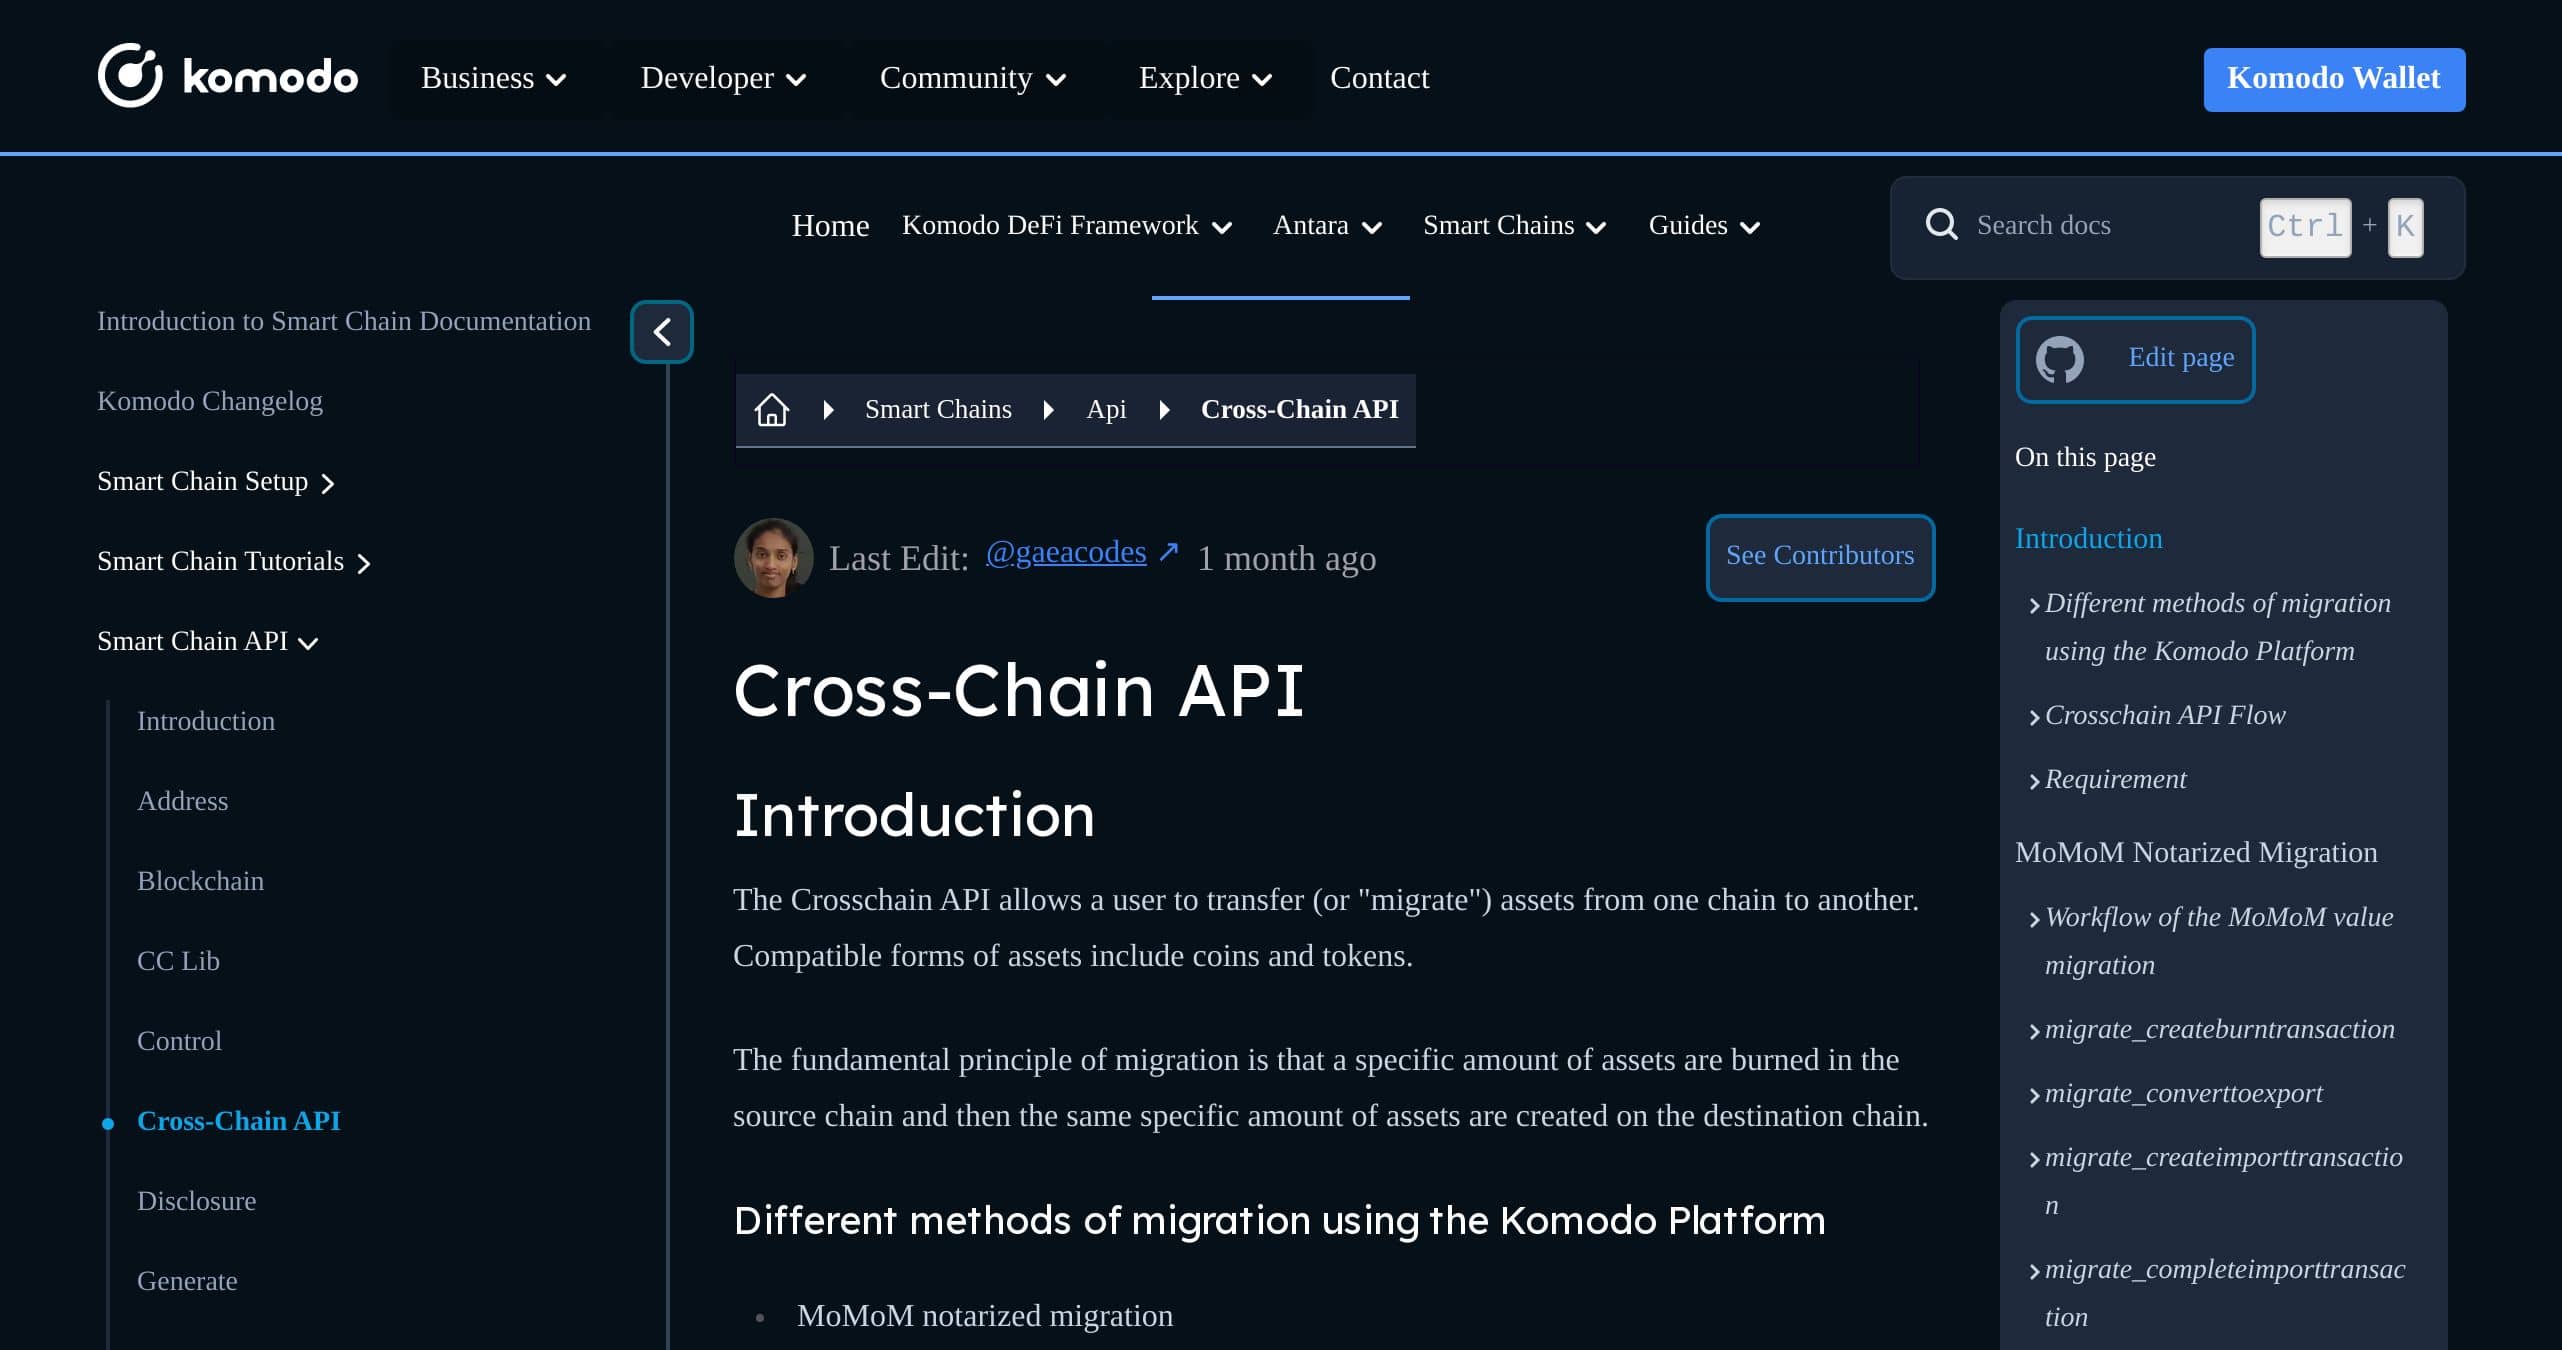 komodo Business Developer Community Explore Contact Komodo Wallet
Home Komodo DeFi Framework Antara Smart Chains Guides Search docs Ctrl + K
Introduction to Smart Chain Documentation
Komodo Changelog
Smart Chain Setup
Smart Chain Tutorials
Smart Chain API
Introduction
Address
Blockchain
CC Lib
Control
Cross-Chain API
Disclosure
Generate
Smart Chains Api Cross-Chain API
Last Edit: @gaeacodes ↗ 1 month ago See Contributors
Cross-Chain API
Introduction
The Crosschain API allows a user to transfer (or "migrate") assets from one chain to another.
Compatible forms of assets include coins and tokens.
The fundamental principle of migration is that a specific amount of assets are burned in the
source chain and then the same specific amount of assets are created on the destination chain.
Different methods of migration using the Komodo Platform
• MoMoM notarized migration
Edit page
On this page
Introduction
Different methods of migration
using the Komodo Platform
Crosschain API Flow
Requirement
MoMoM Notarized Migration
Workflow of the MoMoM value
migration
migrate_createburntransaction
migrate_converttoexport
migrate_createimporttransactio
n
migrate_completeimporttransac
tion